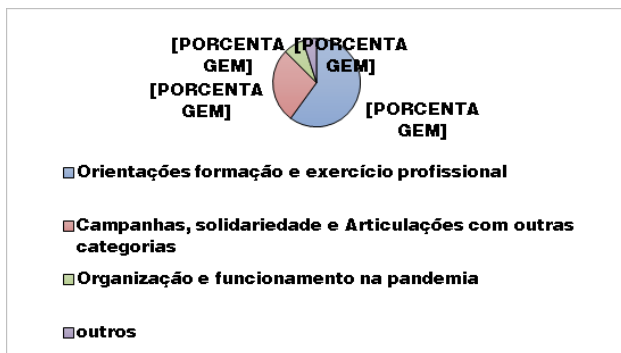 [PORCENTA
GEM]
[PORCENTA
GEM]
[PORCENTA
GEM]
[PORCENTA
GEM]
Orientações formação e exercício profissional
Campanhas, solidariedade e Articulações com outras
categorias
Organização e funcionamento na pandemia
outros